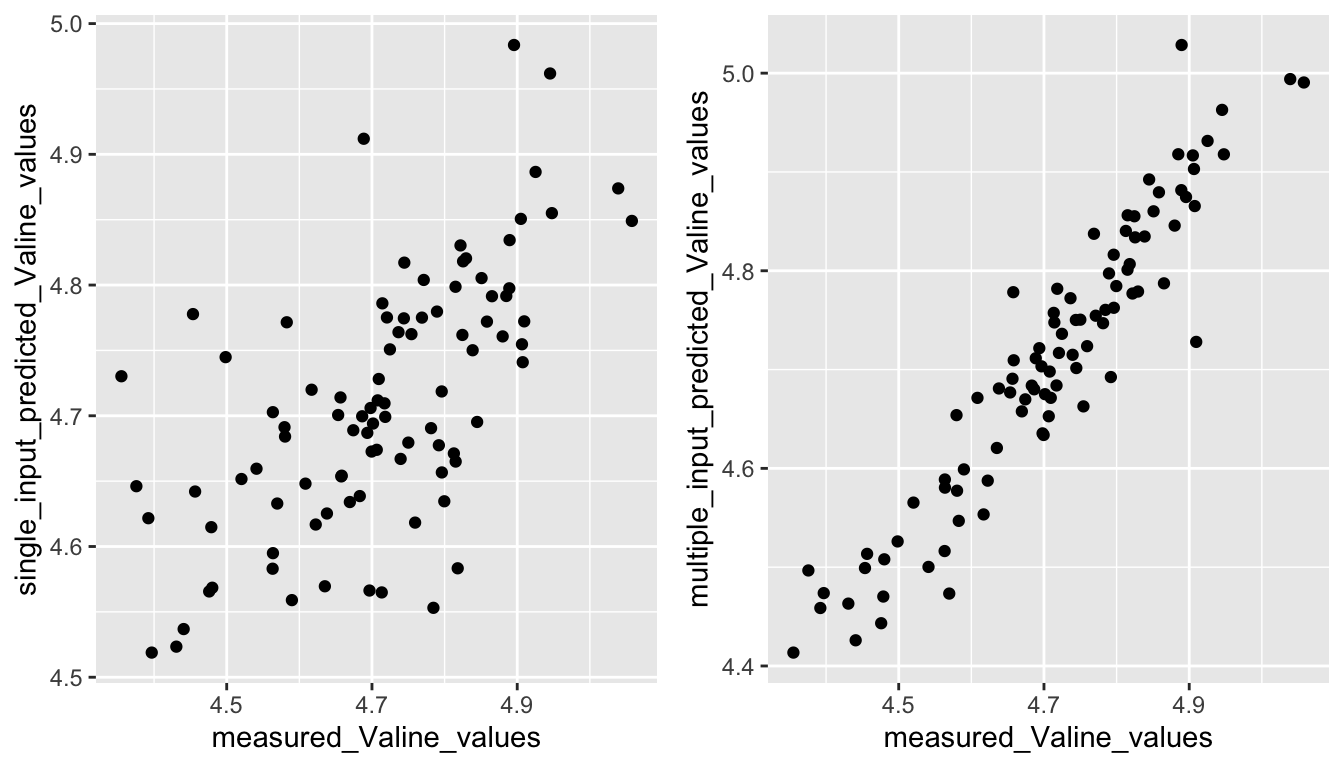 single_input_predicted_Valine_values
5.0
4.9
4.8
4.7
4.6
4.5
4.5 4.7 4.9
measured_Valine_values
multiple_input_predicted_Valine_values
5.0
4.8
4.6
4.4
4.5 4.7 4.9
measured_Valine_values